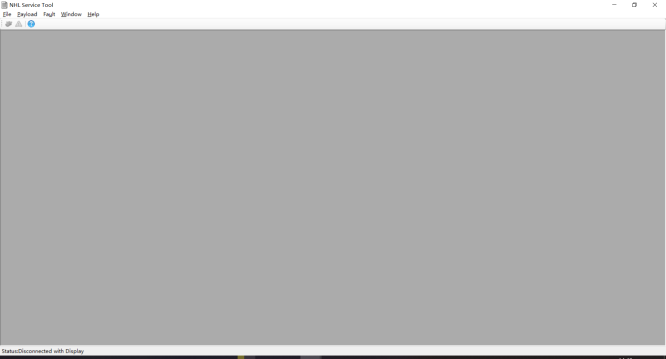 NHL Service Tool
File Payload Fault Window Help
Status:Disconnected with Display